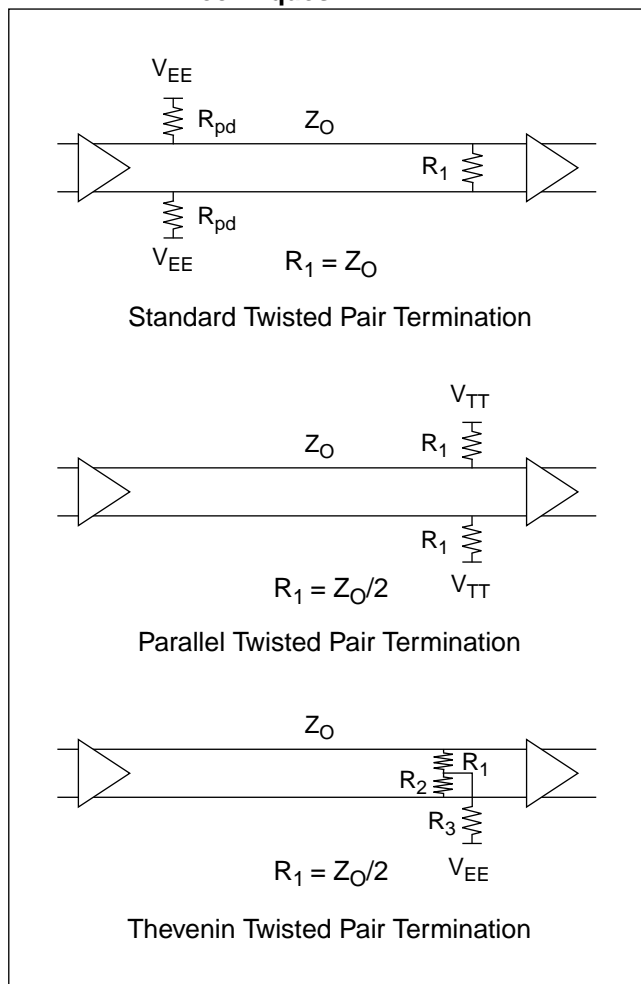 V_EE
R_pd Z_O
R_1
R_pd
V_EE
R_1 = Z_O
Standard Twisted Pair Termination
V_TT
Z_O R_1
R_1
R_1 = Z_O/2 V_TT
Parallel Twisted Pair Termination
Z_O
R_1
R_2
R_3
R_1 = Z_O/2 V_EE
Thevenin Twisted Pair Termination